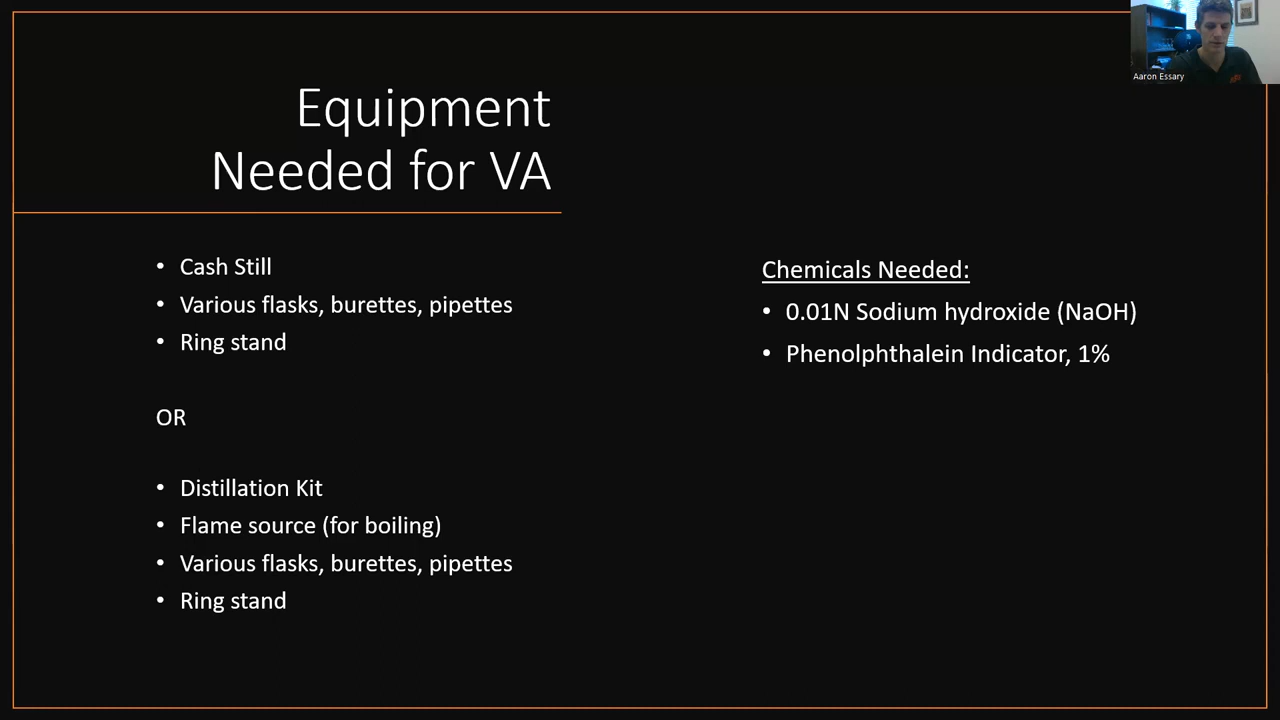 Equipment
Needed for VA
• Cash Still
• Various flasks, burettes, pipettes
• Ring stand
OR
• Distillation Kit
• Flame source (for boiling)
• Various flasks, burettes, pipettes
• Ring stand
Chemicals Needed:
• 0.01N Sodium hydroxide (NaOH)
• Phenolphthalein Indicator, 1%
Aaron Essary